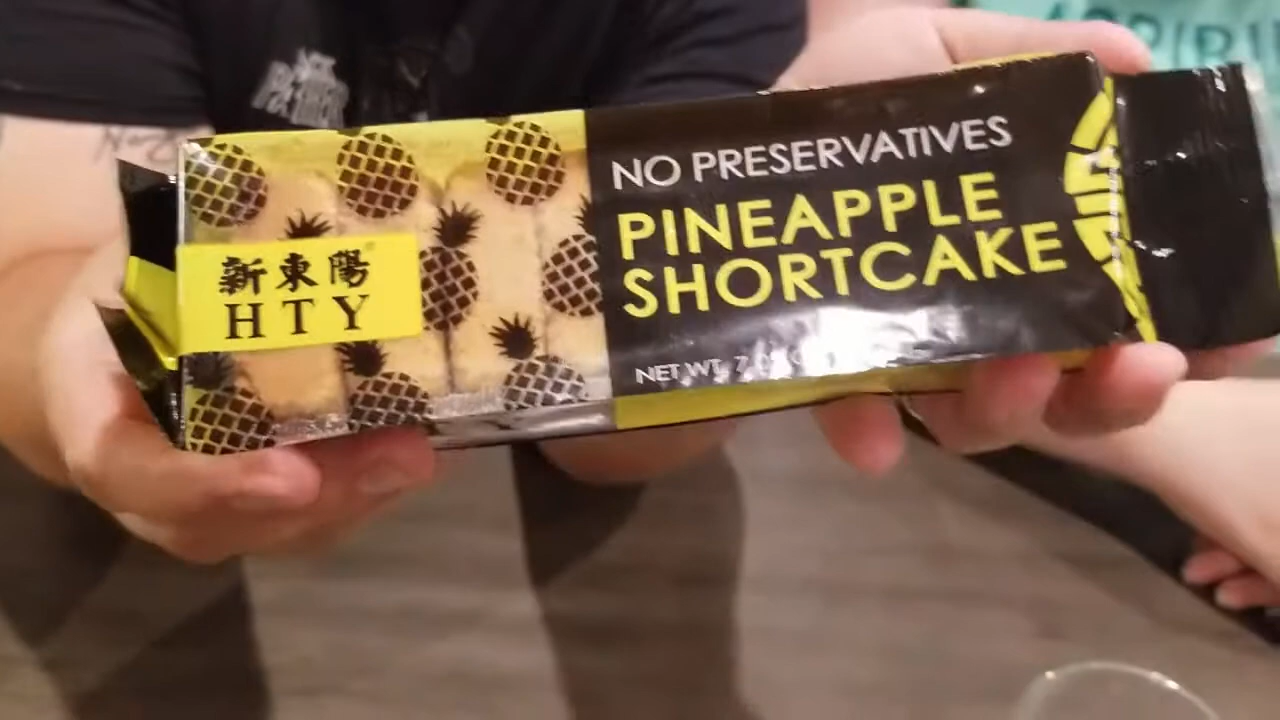 新東陽
HTY
NO PRESERVATIVES
PINEAPPLE
SHORTCAKE
NET WT.